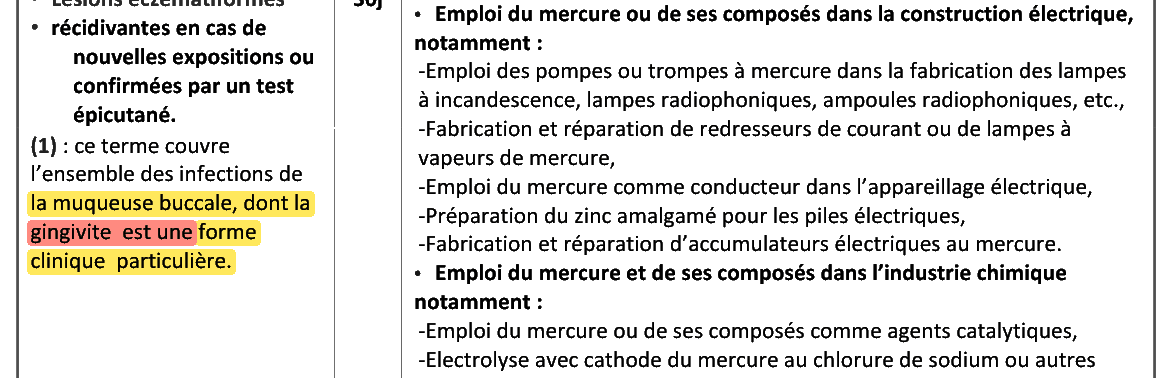 Lésions eczématiformes
• récidivantes en cas de
nouvelles expositions ou
confirmées par un test
épicutané.
(1) : ce terme couvre
l’ensemble des infections de
la muqueuse buccale, dont la
gingivite est une forme
clinique particulière.
30j
• Emploi du mercure ou de ses composés dans la construction électrique,
notamment :
-Emploi des pompes ou trompes à mercure dans la fabrication des lampes
à incandescence, lampes radiophoniques, ampoules radiophoniques, etc.,
-Fabrication et réparation de redresseurs de courant ou de lampes à
vapeurs de mercure,
-Emploi du mercure comme conducteur dans l’appareillage électrique,
-Préparation du zinc amalgamé pour les piles électriques,
-Fabrication et réparation d’accumulateurs électriques au mercure.
• Emploi du mercure et de ses composés dans l’industrie chimique
notamment :
-Emploi du mercure ou de ses composés comme agents catalytiques,
-Electrolyse avec cathode du mercure au chlorure de sodium ou autres